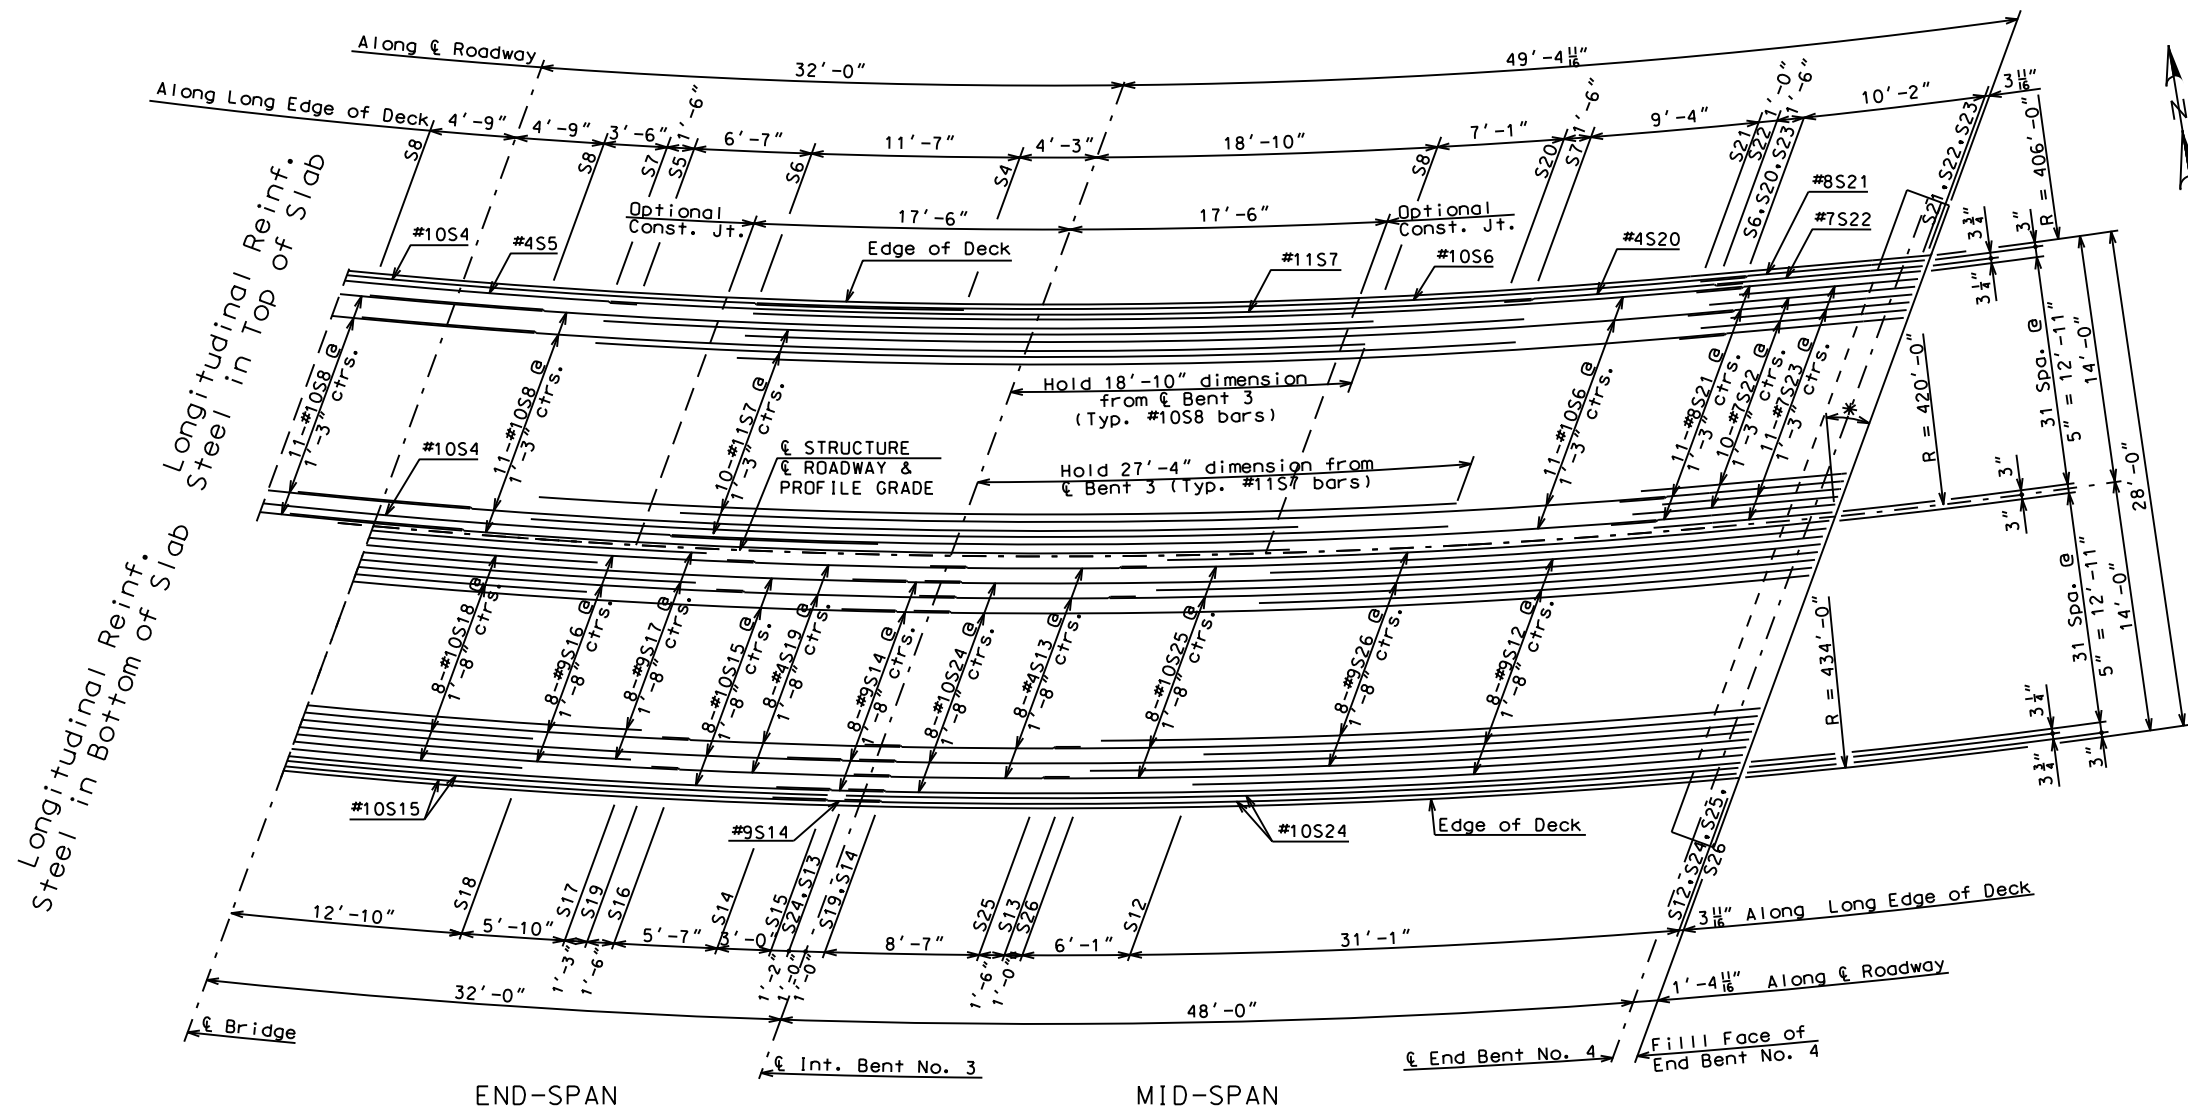 Along ℄ Roadway
32'-0"
49'-4 11/16"
Along Long Edge of Deck
4'-9"
4'-9"
3'-6"
1'-6"
6'-7"
11'-7"
4'-3"
18'-10"
7'-1"
1'-6"
9'-4"
1'-0"
1'-6"
10'-2"
3 11/16"
S8
S8
S7
S5
S6
S4
S8
S20
S7
S21
S22
S6,S20,S23
S21,S22,S23
R = 406'-0"
N
Longitudinal Reinf.
Steel in Top of Slab
Optional
Const. Jt.
17'-6"
17'-6"
Optional
Const. Jt.
#10S4
#4S5
Edge of Deck
#11S7
#10S6
#4S20
#8S21
#7S22
3 3/4"
3"
3 1/4"
11-#10S8 @
1'-3" ctrs.
11-#10S8 @
1'-3" ctrs.
10-#11S7 @
1'-3" ctrs.
Hold 18'-10" dimension
from ℄ Bent 3
(Typ. #10S8 bars)
11-#10S6 @
1'-3" ctrs.
11-#8S21 @
1'-3" ctrs.
10-#7S22 @
1'-3" ctrs.
11-#7S23 @
1'-3" ctrs.
*
R = 420'-0"
31 Spa. @
5" = 12'-11"
14'-0"
28'-0"
#10S4
℄ STRUCTURE
℄ ROADWAY &
PROFILE GRADE
Hold 27'-4" dimension from
℄ Bent 3 (Typ. #11S7 bars)
3"
3"
Longitudinal Reinf.
Steel in Bottom of Slab
8-#10S18 @
1'-8" ctrs.
8-#9S16 @
1'-8" ctrs.
8-#9S17 @
1'-8" ctrs.
8-#10S15 @
1'-8" ctrs.
8-#4S19 @
1'-8" ctrs.
8-#9S14 @
1'-8" ctrs.
8-#10S24 @
1'-8" ctrs.
8-#4S13 @
1'-8" ctrs.
8-#10S25 @
1'-8" ctrs.
8-#9S26 @
1'-8" ctrs.
8-#9S12 @
1'-8" ctrs.
R = 434'-0"
31 Spa. @
5" = 12'-11"
14'-0"
3 1/4"
3 3/4"
3"
#10S15
#9S14
#10S24
Edge of Deck
S18
S17
S19
S16
S14
S15
S24,S13
S19,S14
S25
S13
S26
S12
S12,S24,S25,
S26
12'-10"
5'-10"
1'-3"
1'-6"
5'-7"
3'-0"
1'-2"
1'-0"
1'-0"
8'-7"
1'-6"
1'-0"
6'-1"
31'-1"
3 11/16" Along Long Edge of Deck
32'-0"
48'-0"
1'-4 11/16" Along ℄ Roadway
℄ Bridge
℄ Int. Bent No. 3
℄ End Bent No. 4
Filll Face of
End Bent No. 4
END-SPAN
MID-SPAN